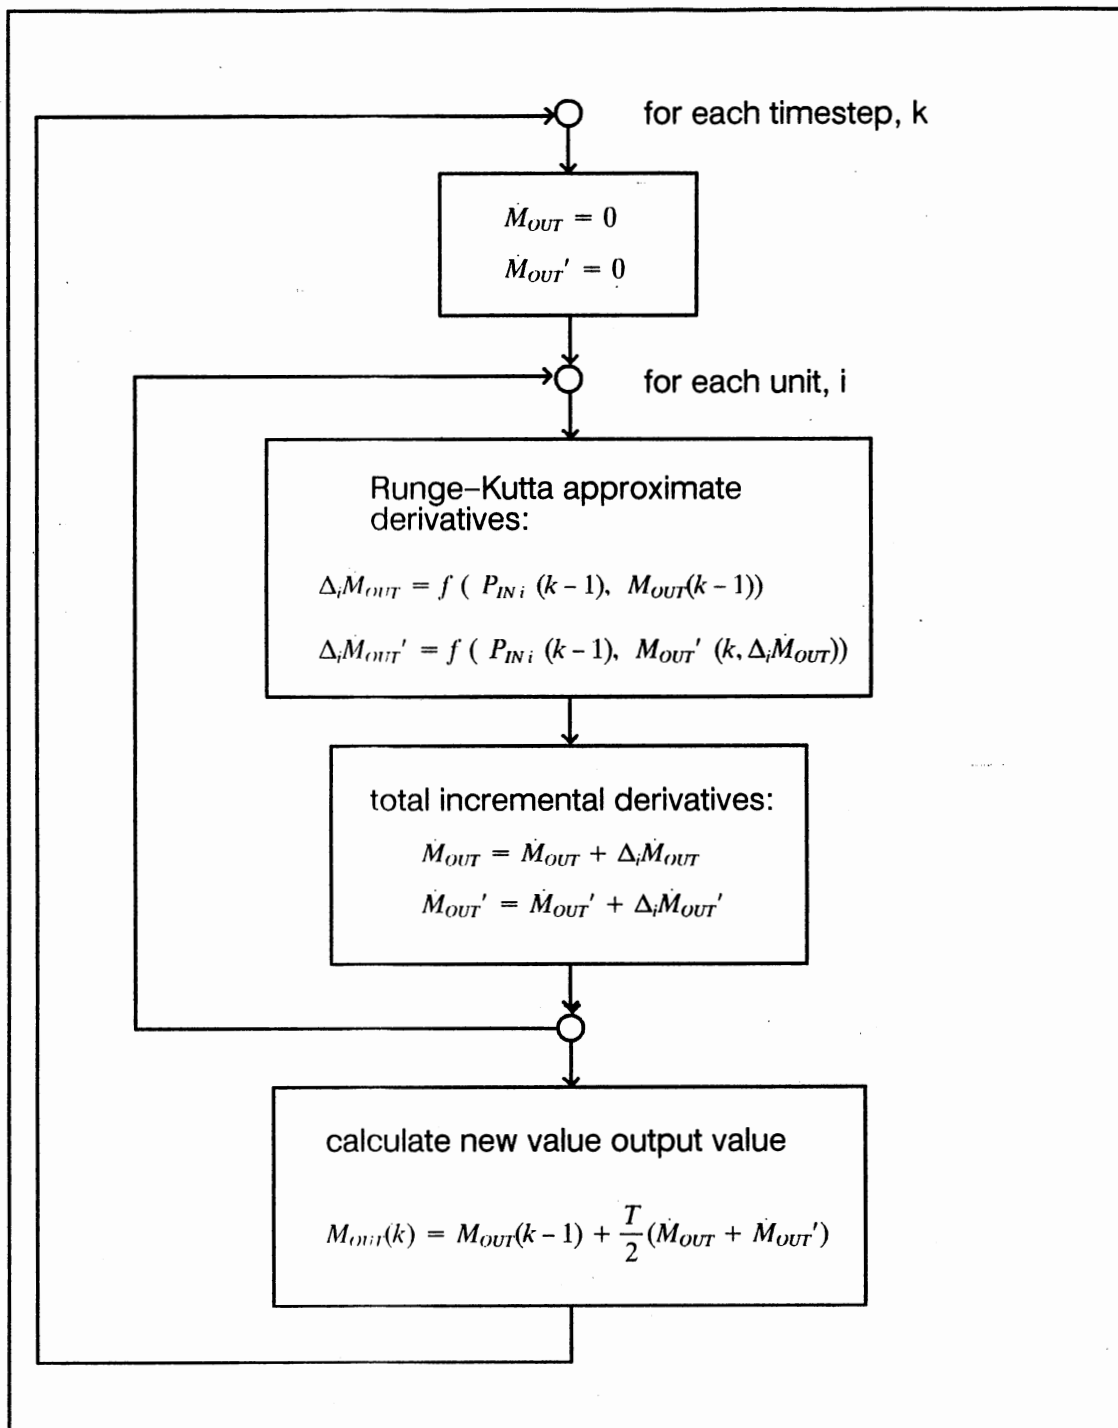 for each timestep, k
Ṁ_OUT = 0
Ṁ_OUT' = 0
for each unit, i
Runge–Kutta approximate
derivatives:
Δ_iṀ_OUT = f ( P_IN i (k – 1), M_OUT(k – 1))
Δ_iṀ_OUT' = f ( P_IN i (k – 1), M_OUT' (k, Δ_iṀ_OUT))
total incremental derivatives:
Ṁ_OUT = Ṁ_OUT + Δ_iṀ_OUT
Ṁ_OUT' = Ṁ_OUT' + Δ_iṀ_OUT'
calculate new value output value
M_OUT(k) = M_OUT(k – 1) + T/2(Ṁ_OUT + Ṁ_OUT')